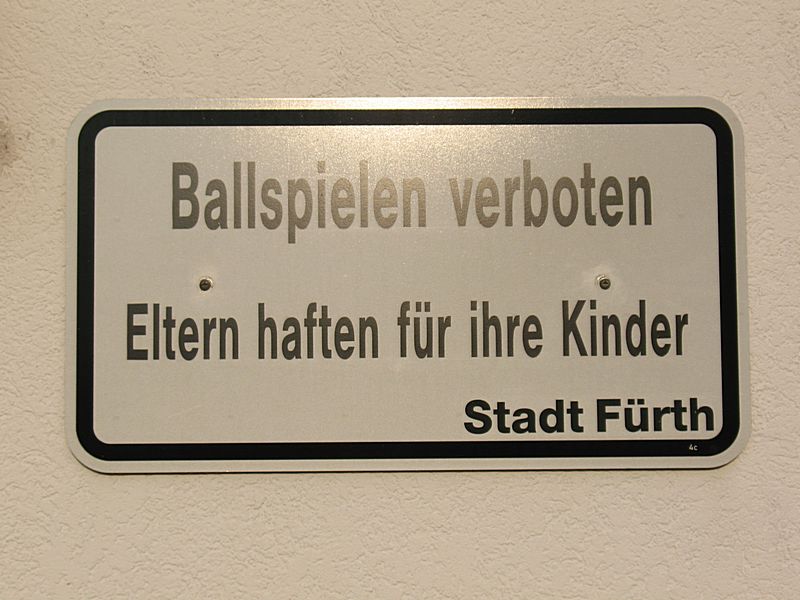 Ballspielen verboten
Eltern haften für ihre Kinder
Stadt Fürth
4c